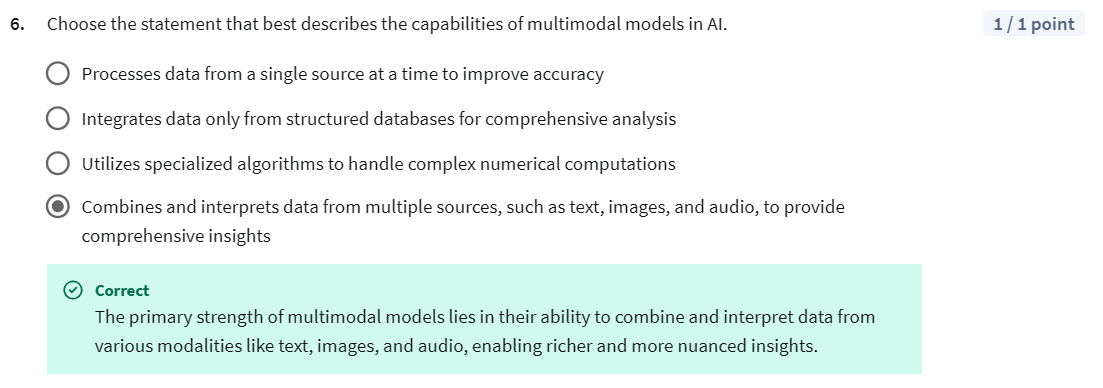 6. Choose the statement that best describes the capabilities of multimodal models in AI. 1 / 1 point
Processes data from a single source at a time to improve accuracy
Integrates data only from structured databases for comprehensive analysis
Utilizes specialized algorithms to handle complex numerical computations
Combines and interprets data from multiple sources, such as text, images, and audio, to provide
comprehensive insights
Correct
The primary strength of multimodal models lies in their ability to combine and interpret data from
various modalities like text, images, and audio, enabling richer and more nuanced insights.